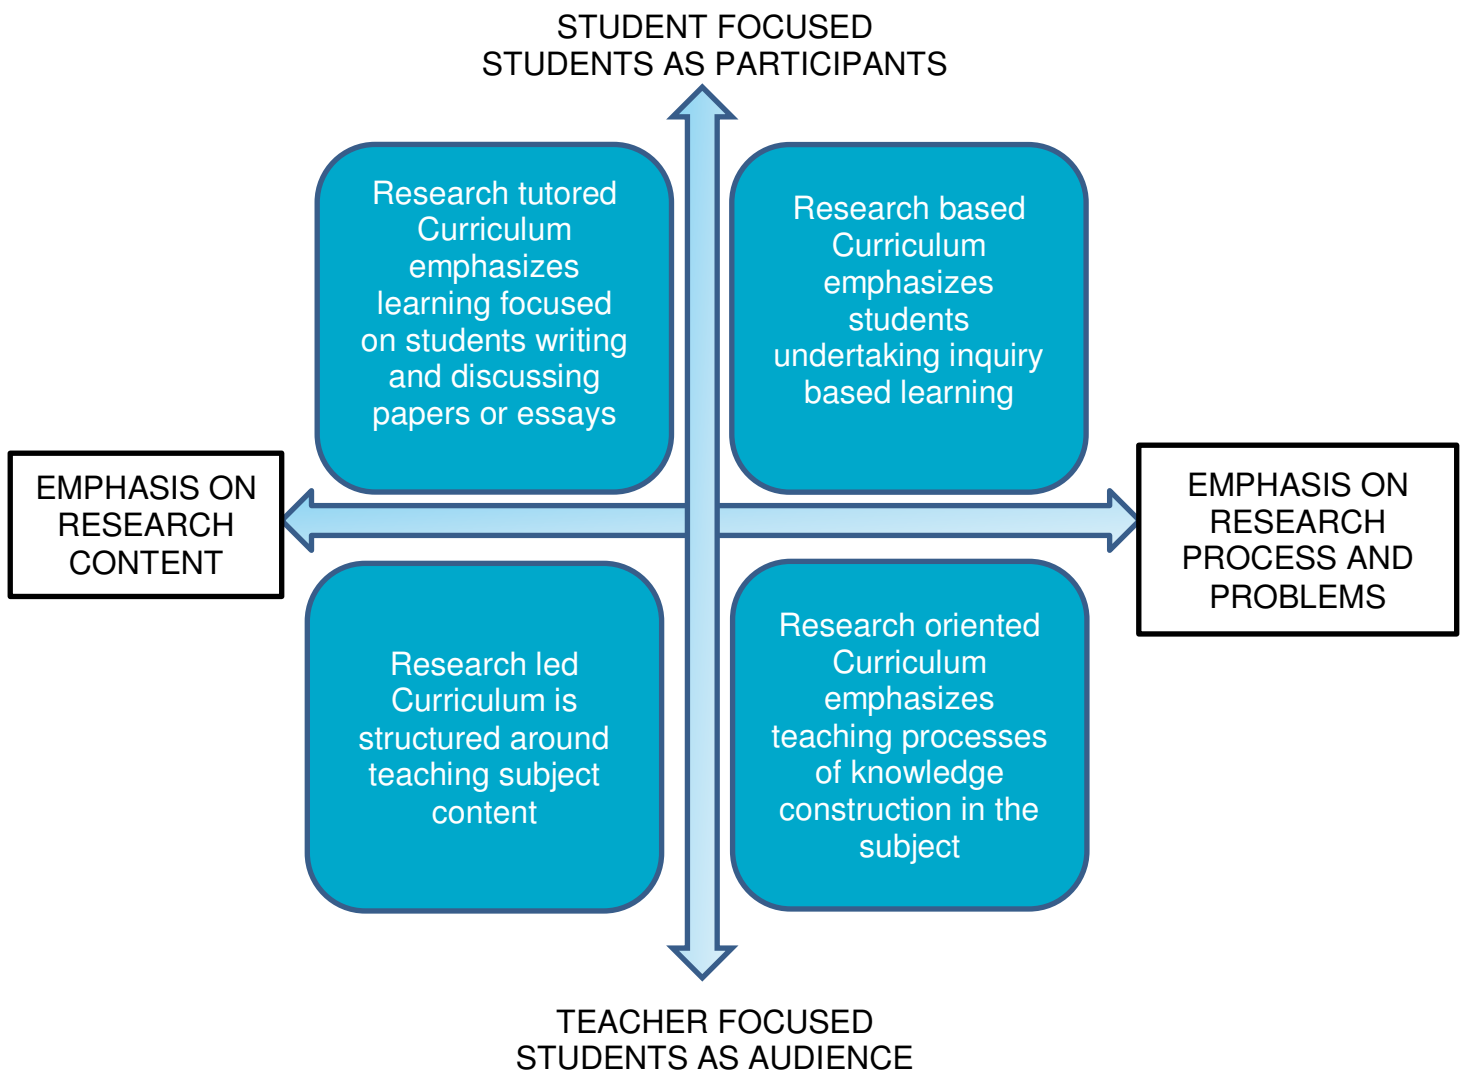 STUDENT FOCUSED
STUDENTS AS PARTICIPANTS
Research tutored
Curriculum
emphasizes
learning focused
on students writing
and discussing
papers or essays
Research based
Curriculum
emphasizes
students
undertaking inquiry
based learning
EMPHASIS ON
RESEARCH
CONTENT
EMPHASIS ON
RESEARCH
PROCESS AND
PROBLEMS
Research led
Curriculum is
structured around
teaching subject
content
Research oriented
Curriculum
emphasizes
teaching processes
of knowledge
construction in the
subject
TEACHER FOCUSED
STUDENTS AS AUDIENCE